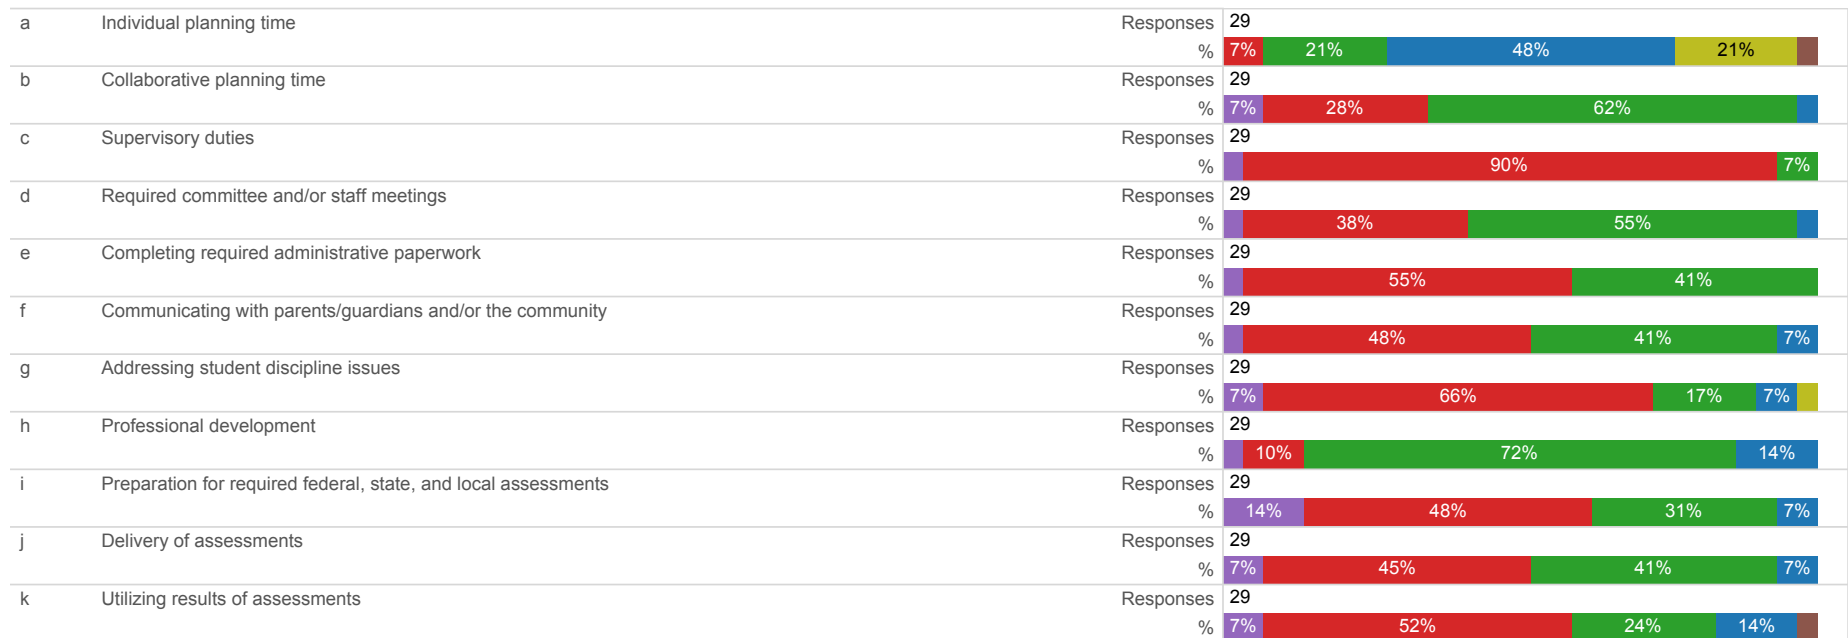 a Individual planning time Responses 29
% 7% 21% 48% 21%
b Collaborative planning time Responses 29
% 7% 28% 62%
c Supervisory duties Responses 29
% 90% 7%
d Required committee and/or staff meetings Responses 29
% 38% 55%
e Completing required administrative paperwork Responses 29
% 55% 41%
f Communicating with parents/guardians and/or the community Responses 29
% 48% 41% 7%
g Addressing student discipline issues Responses 29
% 7% 66% 17% 7%
h Professional development Responses 29
% 10% 72% 14%
i Preparation for required federal, state, and local assessments Responses 29
% 14% 48% 31% 7%
j Delivery of assessments Responses 29
% 7% 45% 41% 7%
k Utilizing results of assessments Responses 29
% 7% 52% 24% 14%